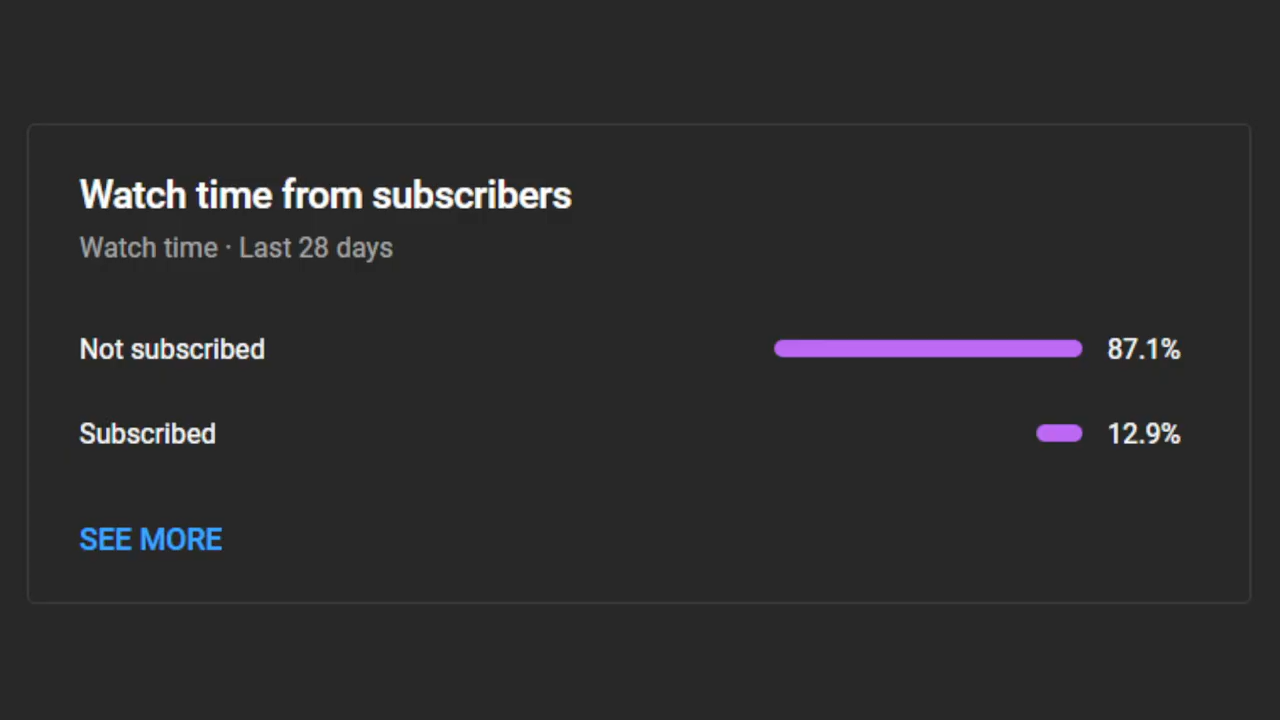 Watch time from subscribers
Watch time · Last 28 days
Not subscribed 87.1%
Subscribed 12.9%
SEE MORE